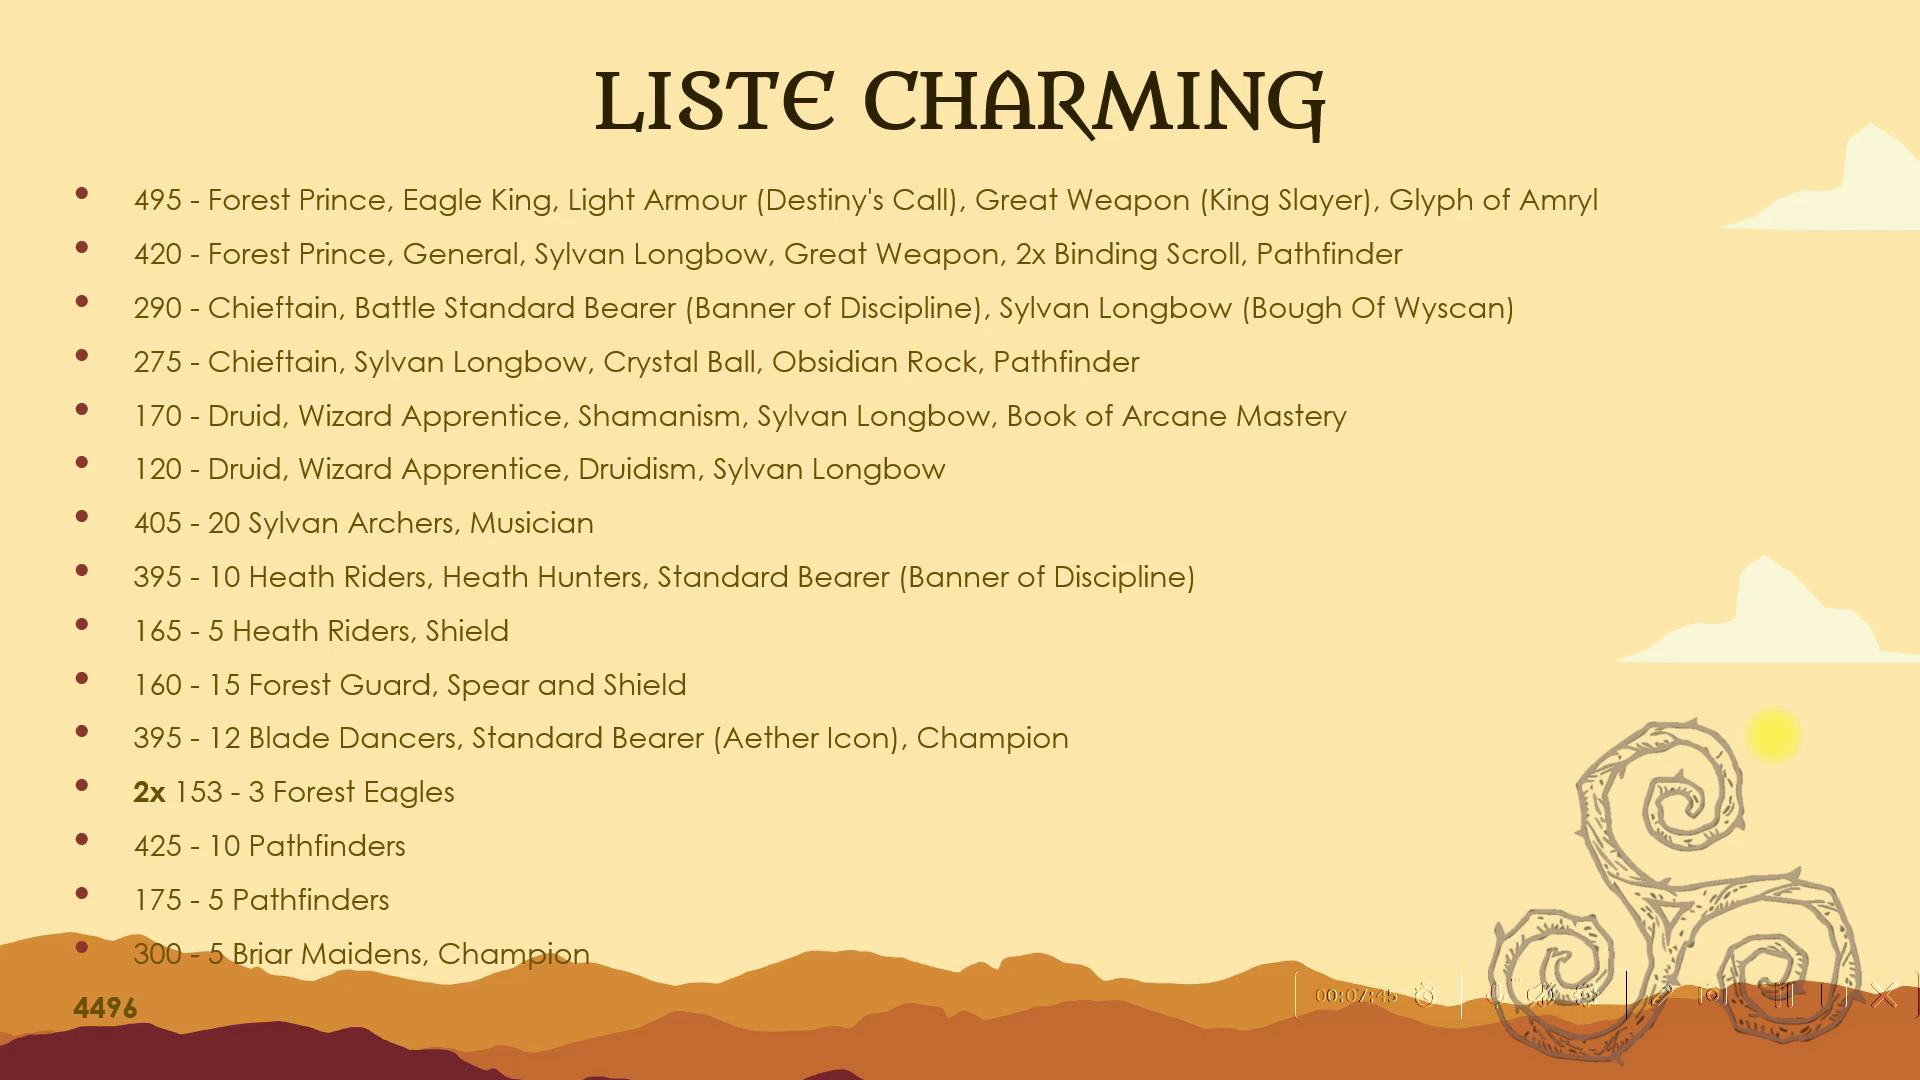 LISTE CHARMING
• 495 - Forest Prince, Eagle King, Light Armour (Destiny's Call), Great Weapon (King Slayer), Glyph of Amryl
• 420 - Forest Prince, General, Sylvan Longbow, Great Weapon, 2x Binding Scroll, Pathfinder
• 290 - Chieftain, Battle Standard Bearer (Banner of Discipline), Sylvan Longbow (Bough Of Wyscan)
• 275 - Chieftain, Sylvan Longbow, Crystal Ball, Obsidian Rock, Pathfinder
• 170 - Druid, Wizard Apprentice, Shamanism, Sylvan Longbow, Book of Arcane Mastery
• 120 - Druid, Wizard Apprentice, Druidism, Sylvan Longbow
• 405 - 20 Sylvan Archers, Musician
• 395 - 10 Heath Riders, Heath Hunters, Standard Bearer (Banner of Discipline)
• 165 - 5 Heath Riders, Shield
• 160 - 15 Forest Guard, Spear and Shield
• 395 - 12 Blade Dancers, Standard Bearer (Aether Icon), Champion
• 2x 153 - 3 Forest Eagles
• 425 - 10 Pathfinders
• 175 - 5 Pathfinders
• 300 - 5 Briar Maidens, Champion
00:07:45
4496